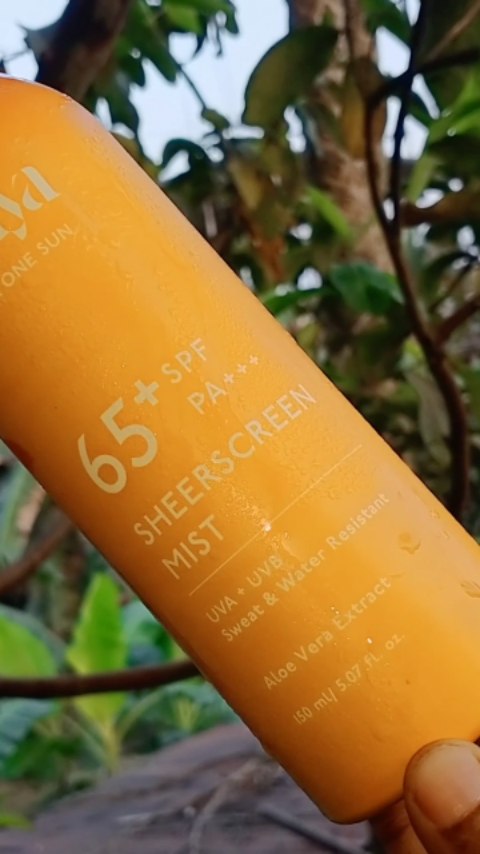 ONE SUN
65+ SPF
PA+++
SHEERSCREEN
MIST
UVA + UVB
Sweat & Water Resistant
Aloe Vera Extract
150 ml/ 5.07 fl. oz.